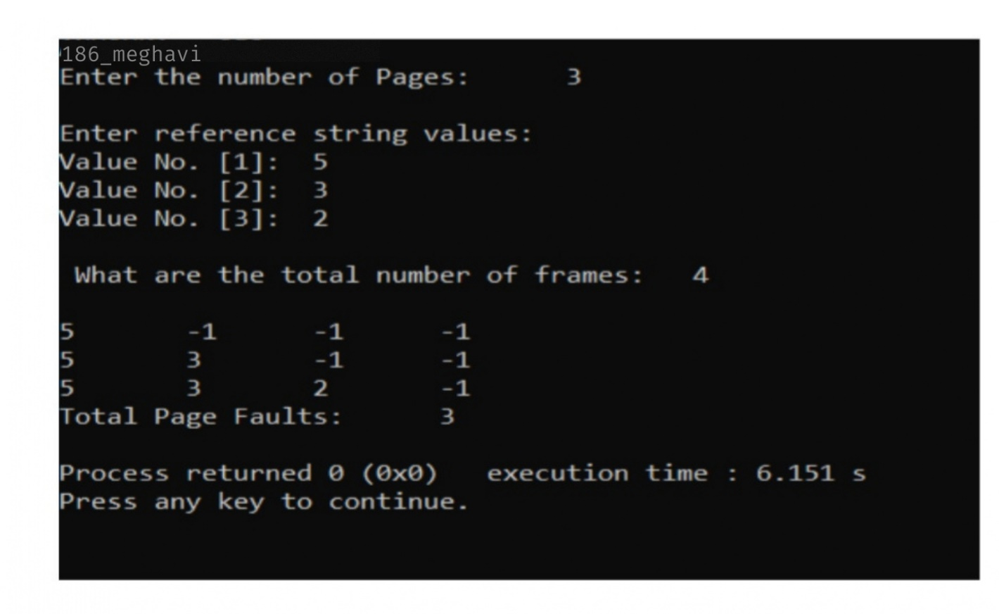 186_meghavi
Enter the number of Pages: 3
Enter reference string values:
Value No. [1]: 5
Value No. [2]: 3
Value No. [3]: 2
What are the total number of frames: 4
5 -1 -1 -1
5 3 -1 -1
5 3 2 -1
Total Page Faults: 3
Process returned 0 (0x0) execution time : 6.151 s
Press any key to continue.